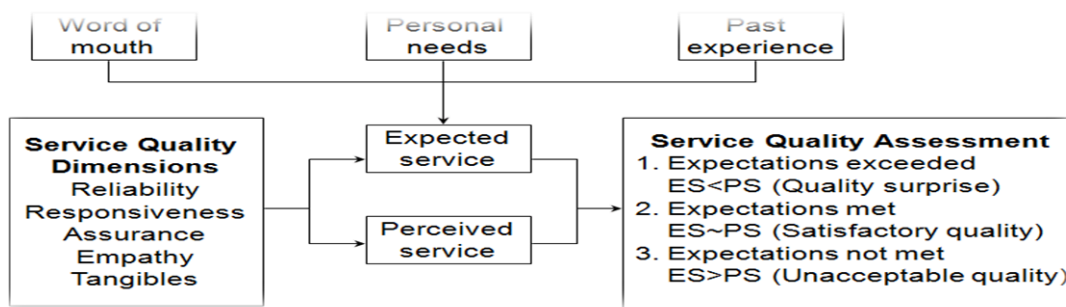 Word of
mouth
Personal
needs
Past
experience
Service Quality
Dimensions
Reliability
Responsiveness
Assurance
Empathy
Tangibles
Expected
service
Perceived
service
Service Quality Assessment
1. Expectations exceeded
ES<PS (Quality surprise)
2. Expectations met
ES~PS (Satisfactory quality)
3. Expectations not met
ES>PS (Unacceptable quality)